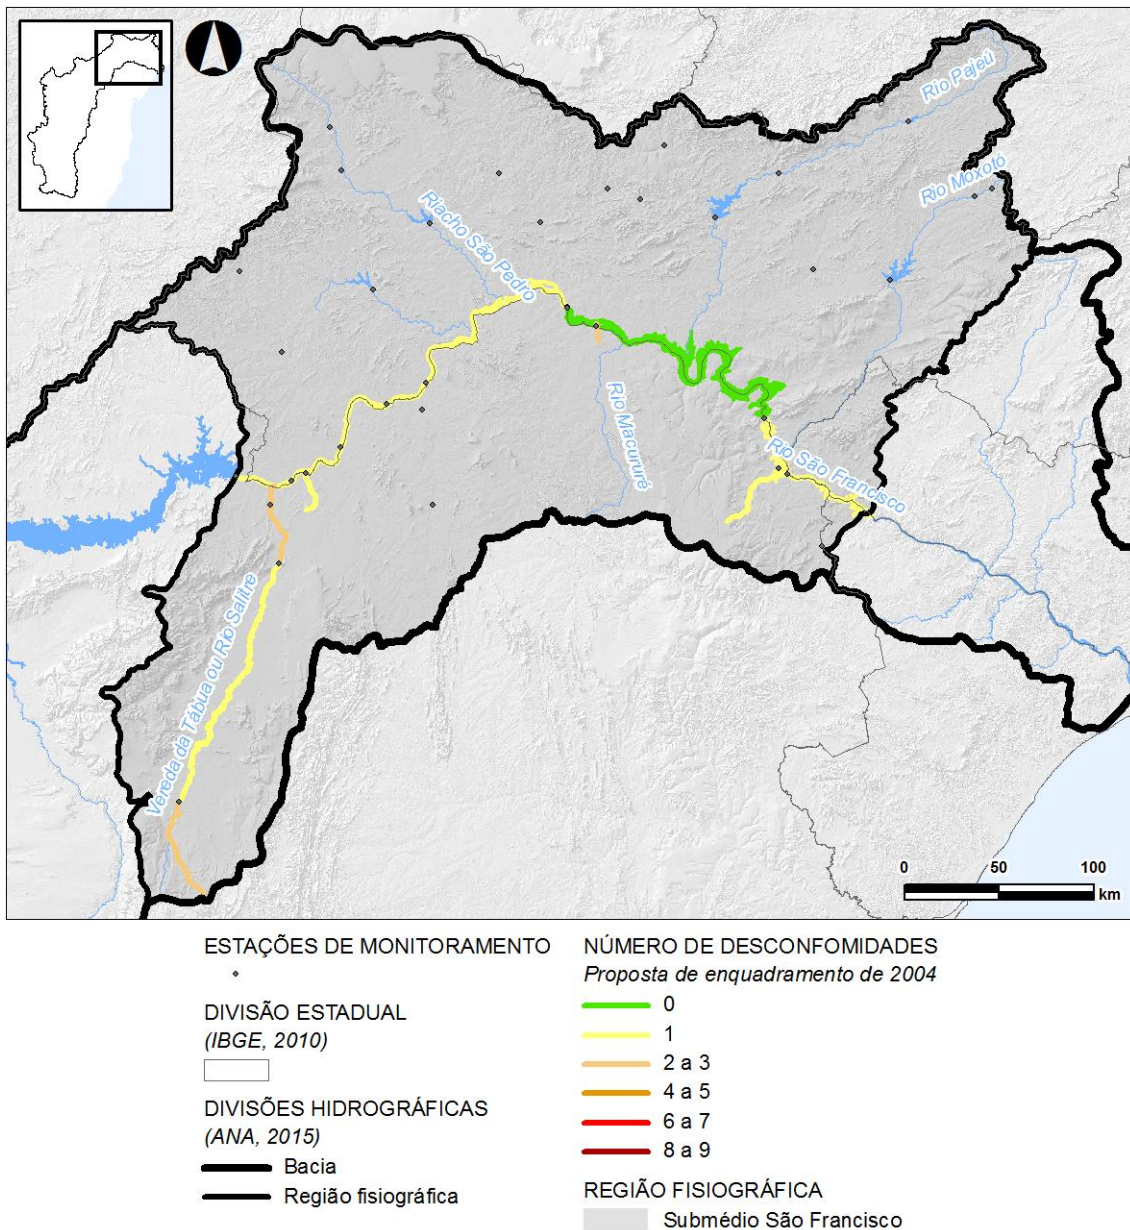 Rio Pajeú
Rio Moxotó
Riacho São Pedro
Rio Macururé
Rio São Francisco
Vereda da Tábua ou Rio Salitre
0 50 100
km
ESTAÇÕES DE MONITORAMENTO
DIVISÃO ESTADUAL
(IBGE, 2010)
DIVISÕES HIDROGRÁFICAS
(ANA, 2015)
Bacia
Região fisiográfica
NÚMERO DE DESCONFOMIDADES
Proposta de enquadramento de 2004
0
1
2 a 3
4 a 5
6 a 7
8 a 9
REGIÃO FISIOGRÁFICA
Submédio São Francisco